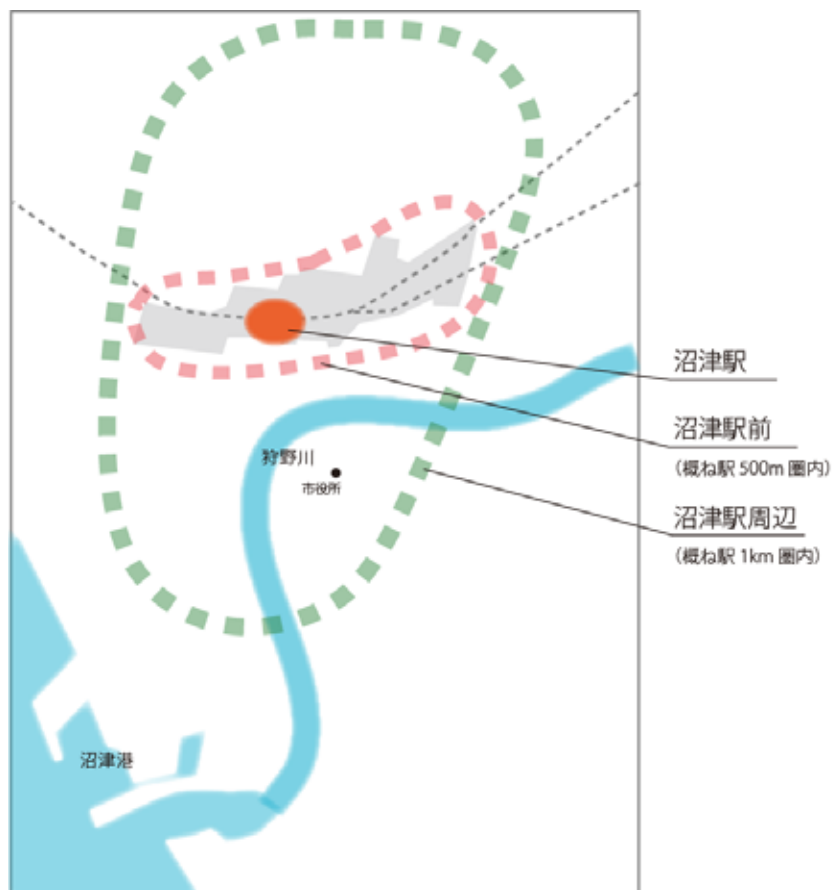 沼津駅
沼津駅前
（概ね駅 500m 圏内）
狩野川
市役所
沼津駅周辺
（概ね駅 1km 圏内）
沼津港